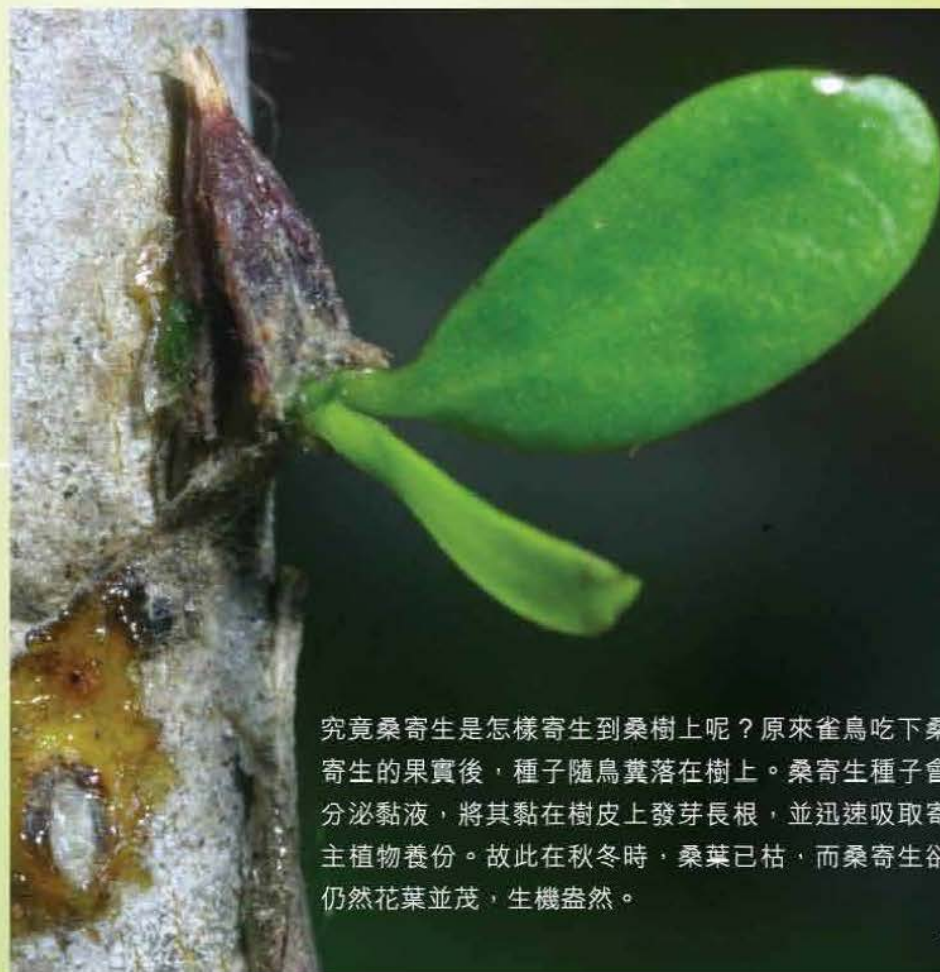 究竟桑寄生是怎樣寄生到桑樹上呢？原來雀鳥吃下桑
寄生的果實後，種子隨鳥糞落在樹上。桑寄生種子會
分泌黏液，將其黏在樹皮上發芽長根，並迅速吸取寄
主植物養份。故此在秋冬時，桑葉已枯，而桑寄生卻
仍然花葉並茂，生機盎然。